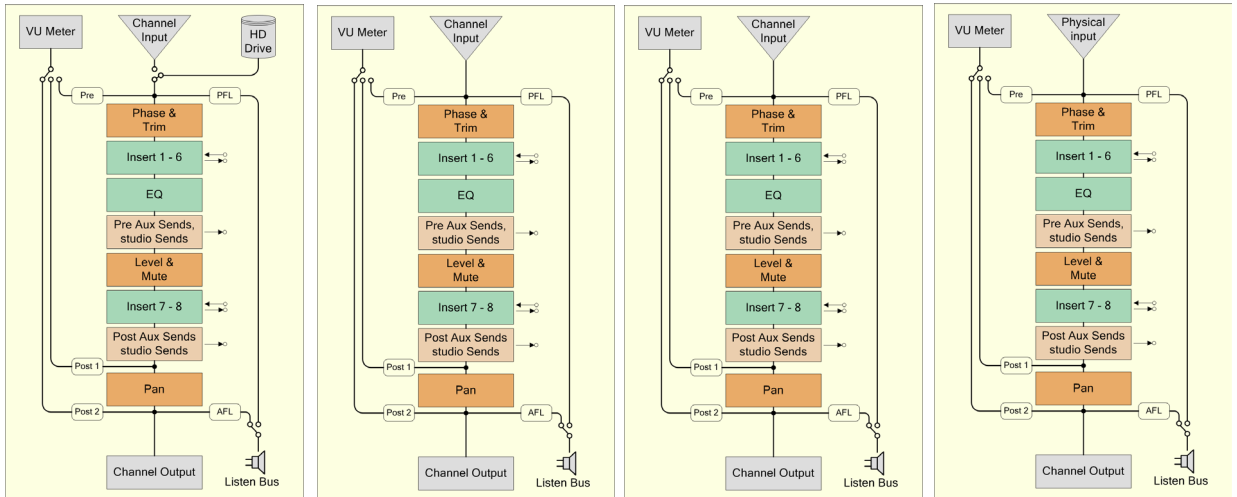 VU Meter
Channel
Input
HD
Drive
Pre
PFL
Phase &
Trim
Insert 1 - 6
EQ
Pre Aux Sends,
studio Sends
Level &
Mute
Insert 7 - 8
Post Aux Sends
studio Sends
Post 1
Pan
Post 2
AFL
Channel Output
Listen Bus
VU Meter
Channel
Input
Pre
PFL
Phase &
Trim
Insert 1 - 6
EQ
Pre Aux Sends,
studio Sends
Level &
Mute
Insert 7 - 8
Post Aux Sends
studio Sends
Post 1
Pan
Post 2
AFL
Channel Output
Listen Bus
VU Meter
Channel
Input
Pre
PFL
Phase &
Trim
Insert 1 - 6
EQ
Pre Aux Sends,
studio Sends
Level &
Mute
Insert 7 - 8
Post Aux Sends
studio Sends
Post 1
Pan
Post 2
AFL
Channel Output
Listen Bus
VU Meter
Physical
input
Pre
PFL
Phase &
Trim
Insert 1 - 6
EQ
Pre Aux Sends,
studio Sends
Level &
Mute
Insert 7 - 8
Post Aux Sends
studio Sends
Post 1
Pan
Post 2
AFL
Channel Output
Listen Bus